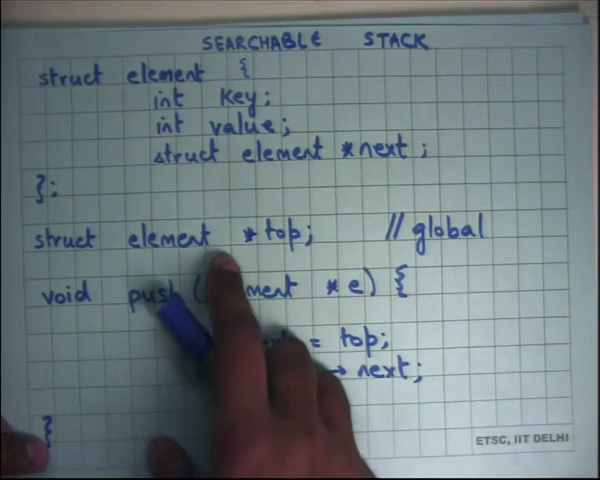 SEARCHABLE STACK
struct element {
int key;
int value;
struct element *next;
};
struct element *top; // global
void push( ement *e) {
= top;
→ next;
}
ETSC, IIT DELHI